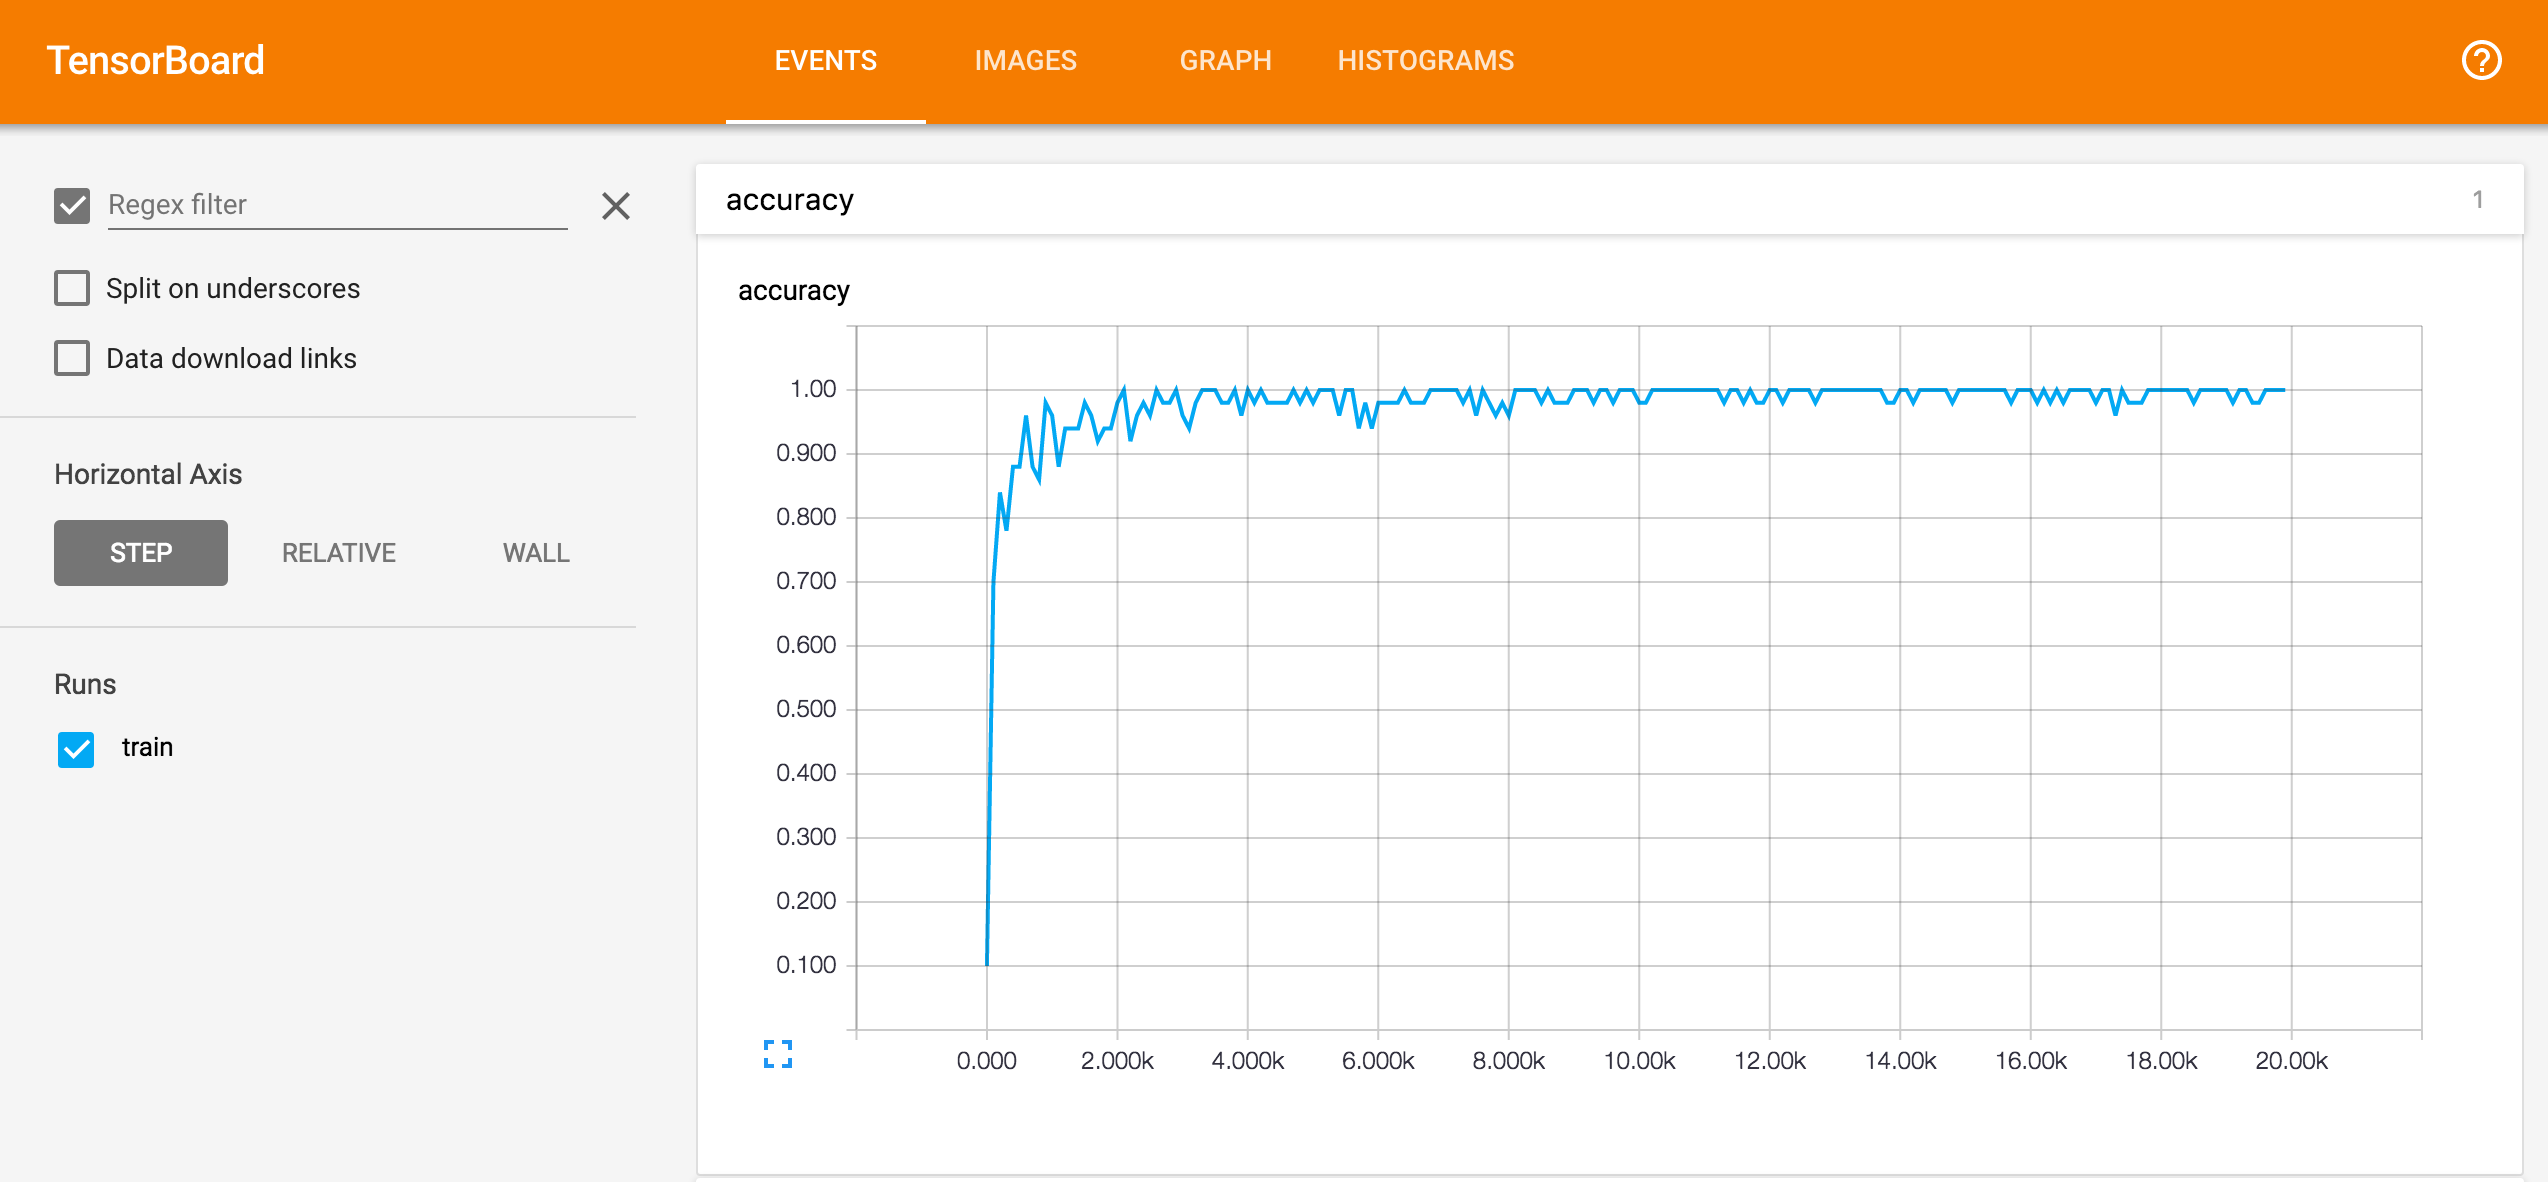 TensorBoard
EVENTS IMAGES GRAPH HISTOGRAMS
Regex filter
Split on underscores
Data download links
Horizontal Axis
STEP RELATIVE WALL
Runs
train
accuracy 1
accuracy
1.00
0.900
0.800
0.700
0.600
0.500
0.400
0.300
0.200
0.100
0.000 2.000k 4.000k 6.000k 8.000k 10.00k 12.00k 14.00k 16.00k 18.00k 20.00k